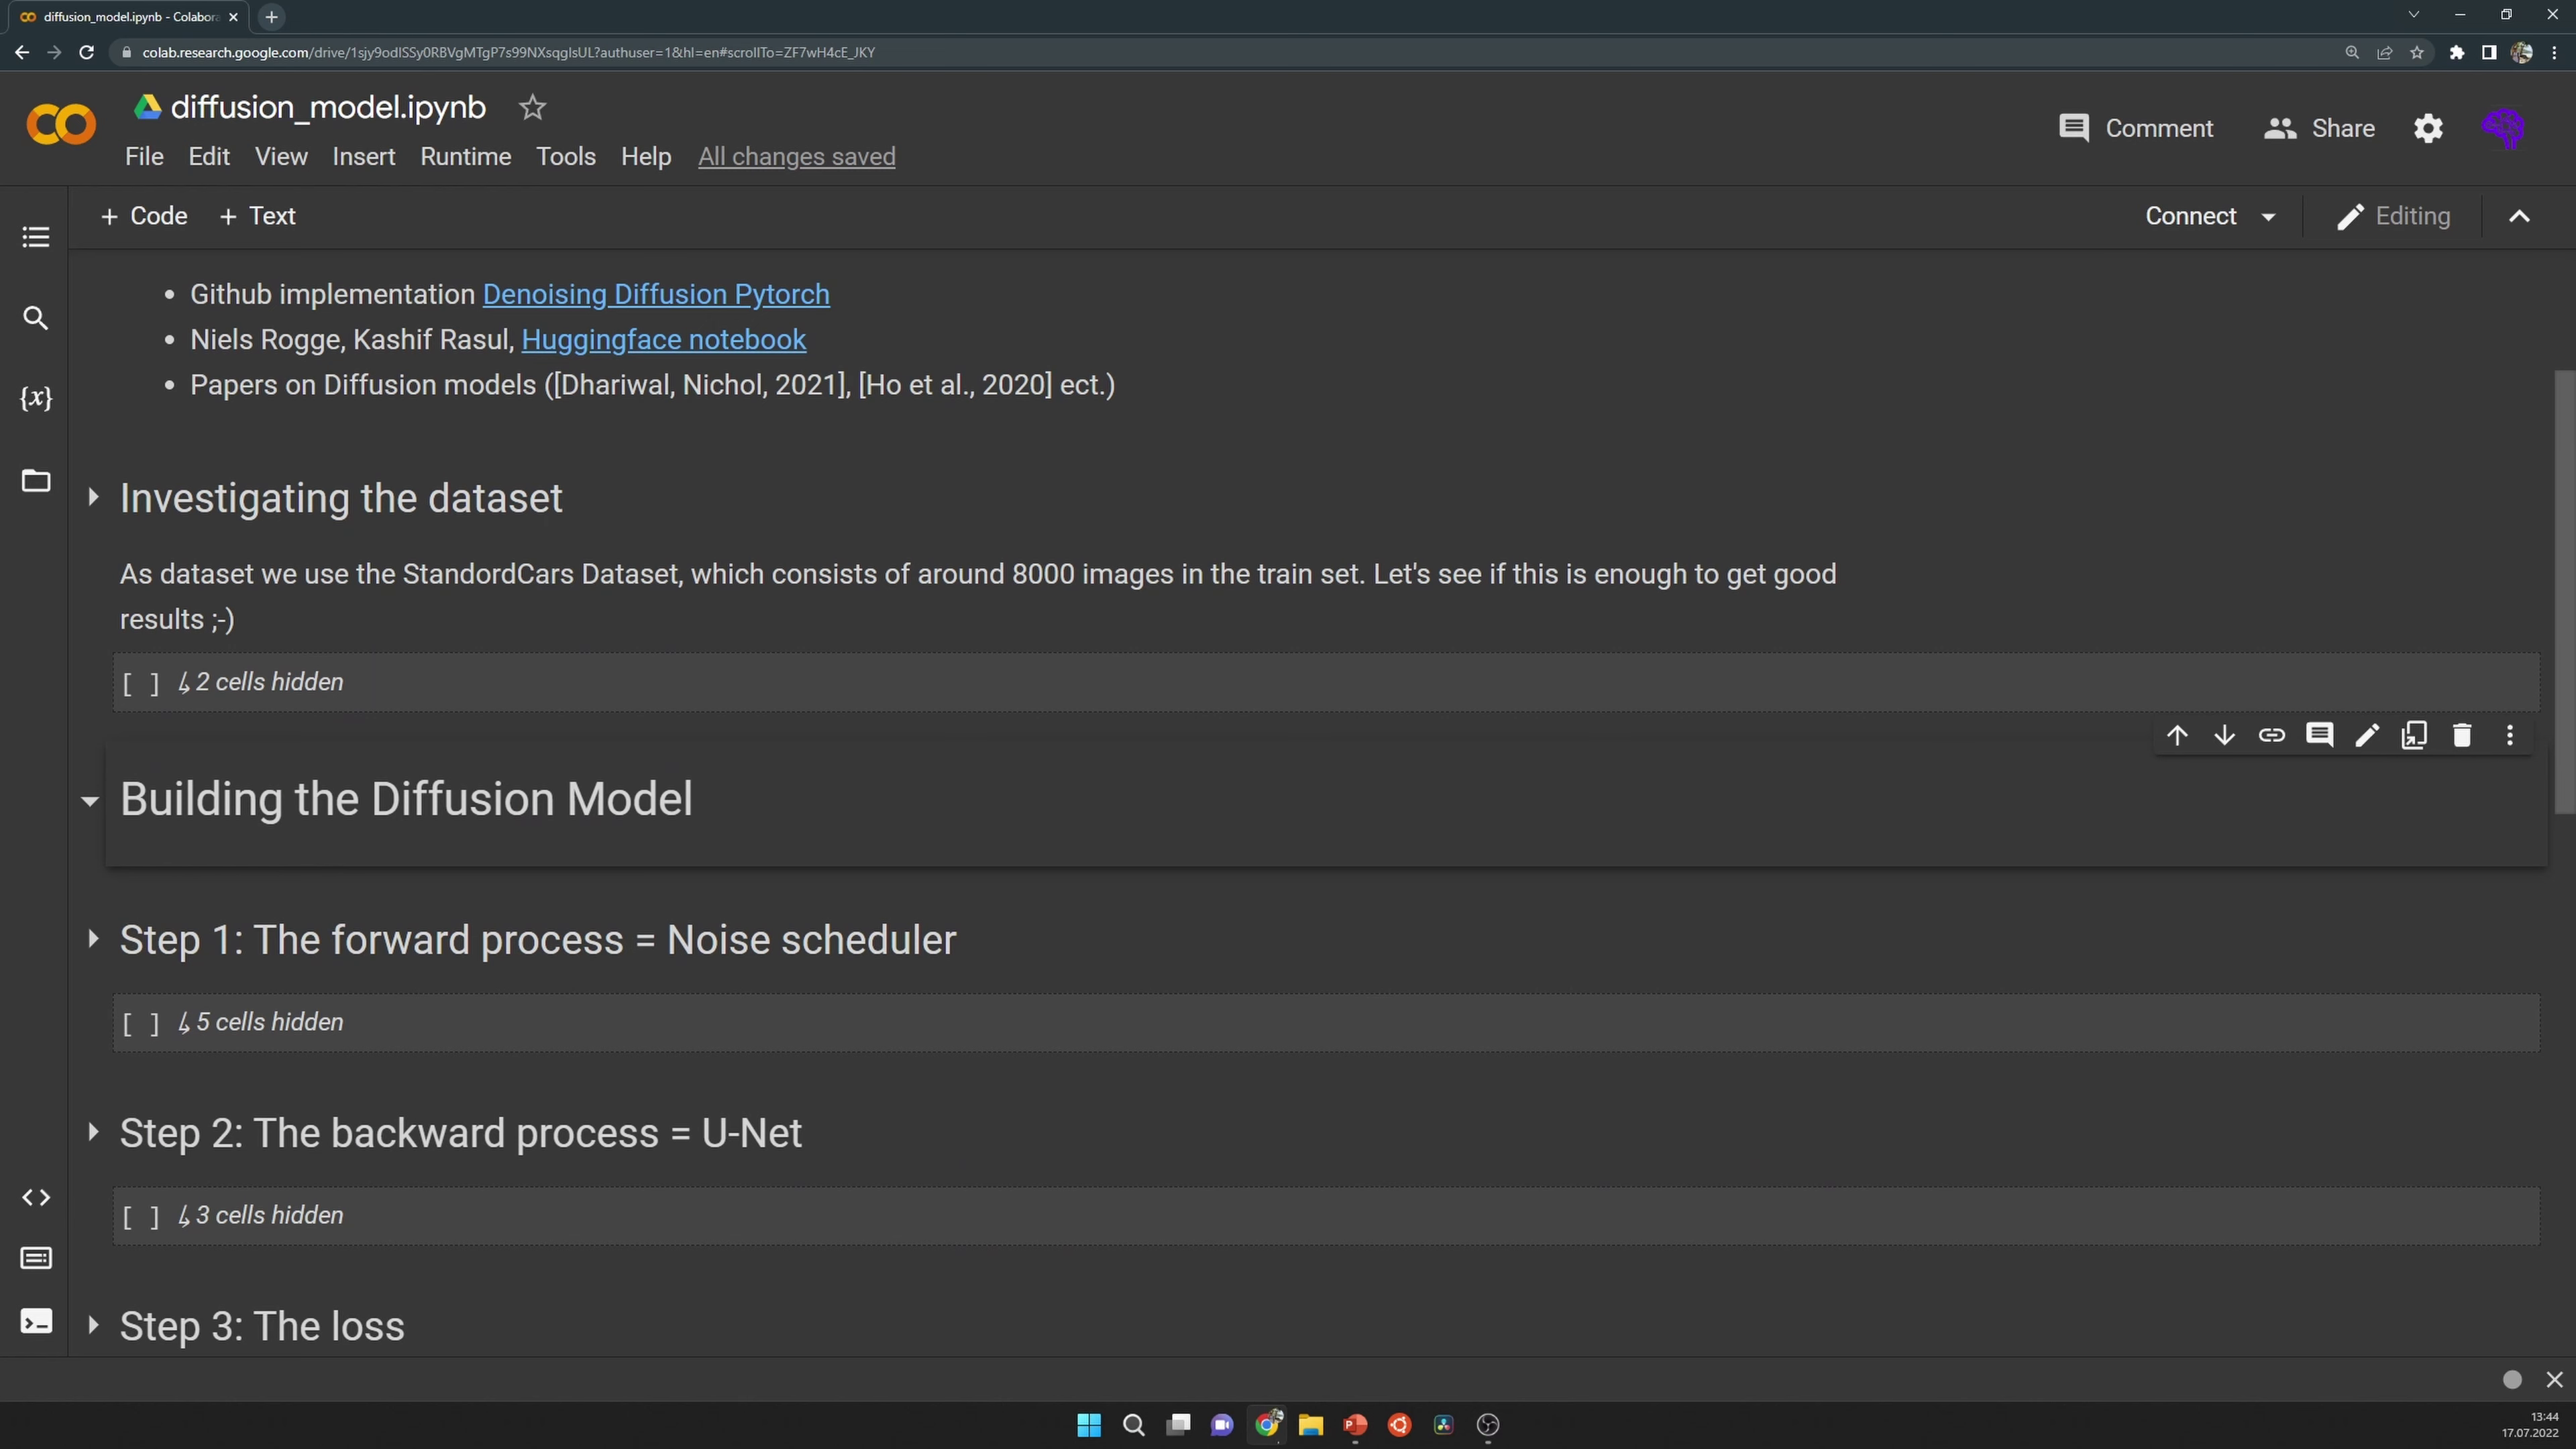 diffusion_model.ipynb - Colabora
colab.research.google.com/drive/1sjy9odlSSy0RBVgMTgP7s99NXsqglsUL?authuser=1&hl=en#scrollTo=ZF7wH4cE_JKY
diffusion_model.ipynb
Comment
Share
File Edit View Insert Runtime Tools Help All changes saved
+ Code + Text
Connect
Editing
• Github implementation Denoising Diffusion Pytorch
• Niels Rogge, Kashif Rasul, Huggingface notebook
• Papers on Diffusion models ([Dhariwal, Nichol, 2021], [Ho et al., 2020] ect.)
{x}
Investigating the dataset
As dataset we use the StandordCars Dataset, which consists of around 8000 images in the train set. Let's see if this is enough to get good
results ;-)
[ ] ↳ 2 cells hidden
Building the Diffusion Model
Step 1: The forward process = Noise scheduler
[ ] ↳ 5 cells hidden
Step 2: The backward process = U-Net
[ ] ↳ 3 cells hidden
Step 3: The loss
13:44
17.07.2022